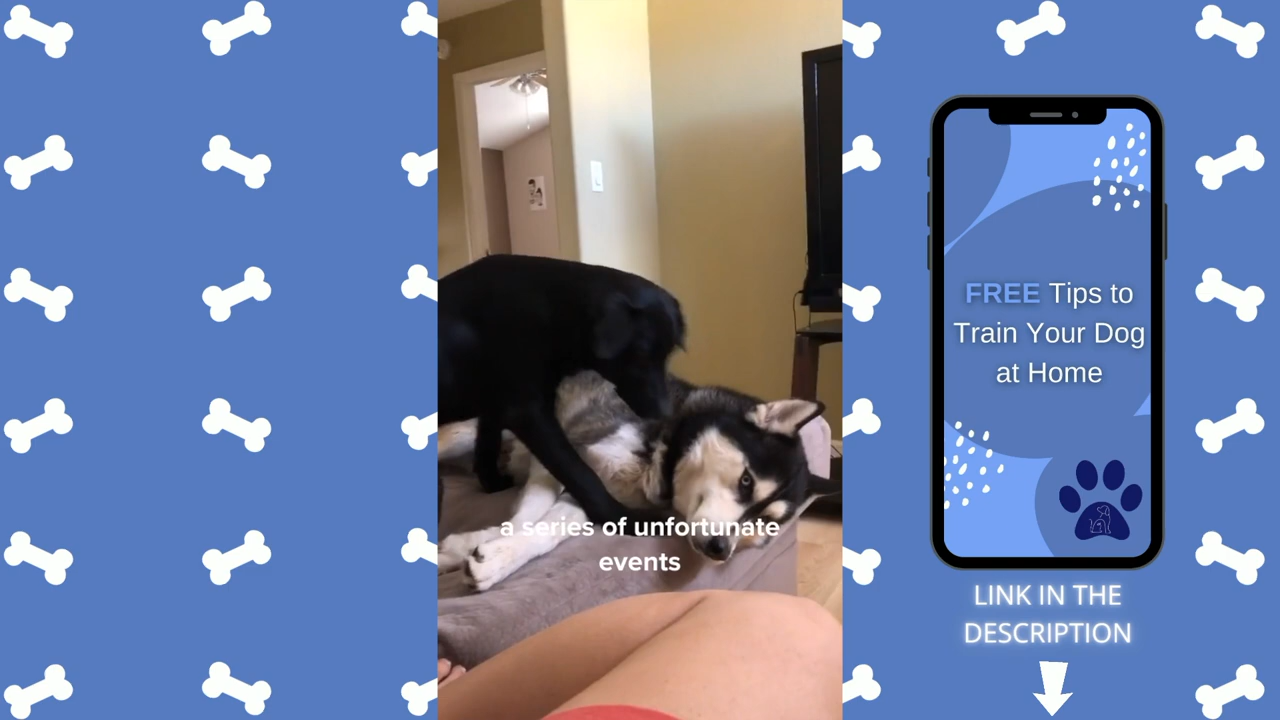 a series of unfortunate
events
FREE Tips to
Train Your Dog
at Home
LINK IN THE
DESCRIPTION